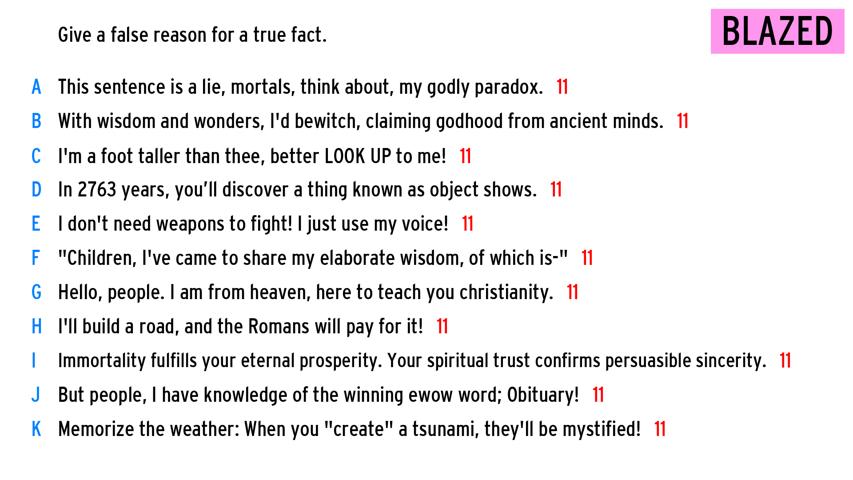 Give a false reason for a true fact.
BLAZED
A This sentence is a lie, mortals, think about, my godly paradox. 11
B With wisdom and wonders, I'd bewitch, claiming godhood from ancient minds. 11
C I'm a foot taller than thee, better LOOK UP to me! 11
D In 2763 years, you’ll discover a thing known as object shows. 11
E I don't need weapons to fight! I just use my voice! 11
F "Children, I've came to share my elaborate wisdom, of which is-" 11
G Hello, people. I am from heaven, here to teach you christianity. 11
H I'll build a road, and the Romans will pay for it! 11
I Immortality fulfills your eternal prosperity. Your spiritual trust confirms persuasible sincerity. 11
J But people, I have knowledge of the winning ewow word; Obituary! 11
K Memorize the weather: When you "create" a tsunami, they'll be mystified! 11